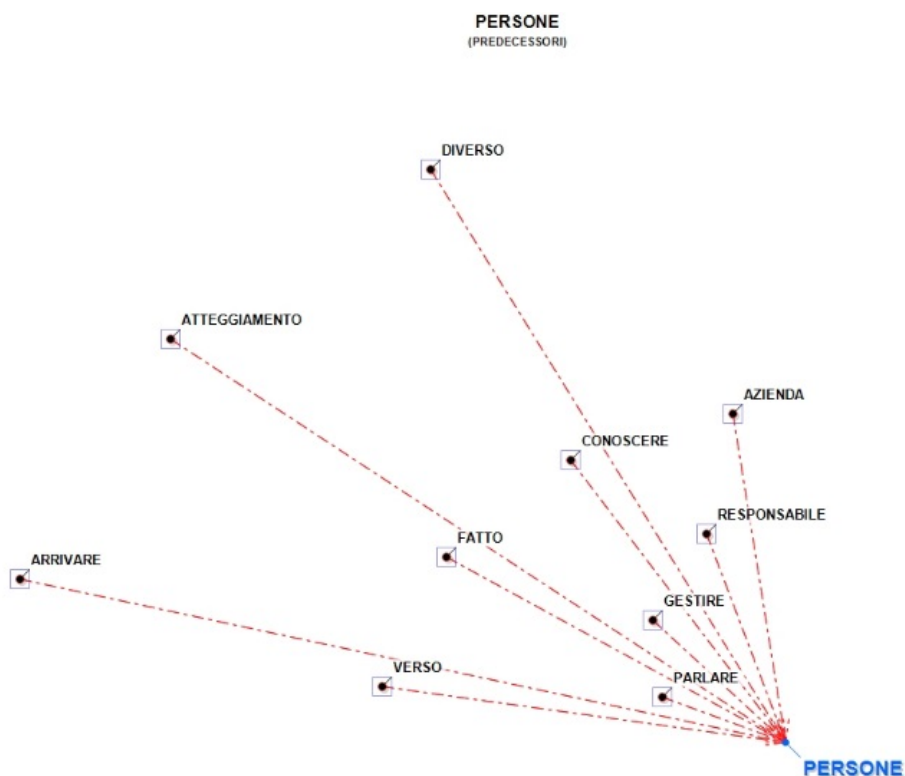 PERSONE
(PREDECESSORI)
DIVERSO
ATTEGGIAMENTO
AZIENDA
CONOSCERE
RESPONSABILE
FATTO
ARRIVARE
GESTIRE
VERSO
PARLARE
PERSONE